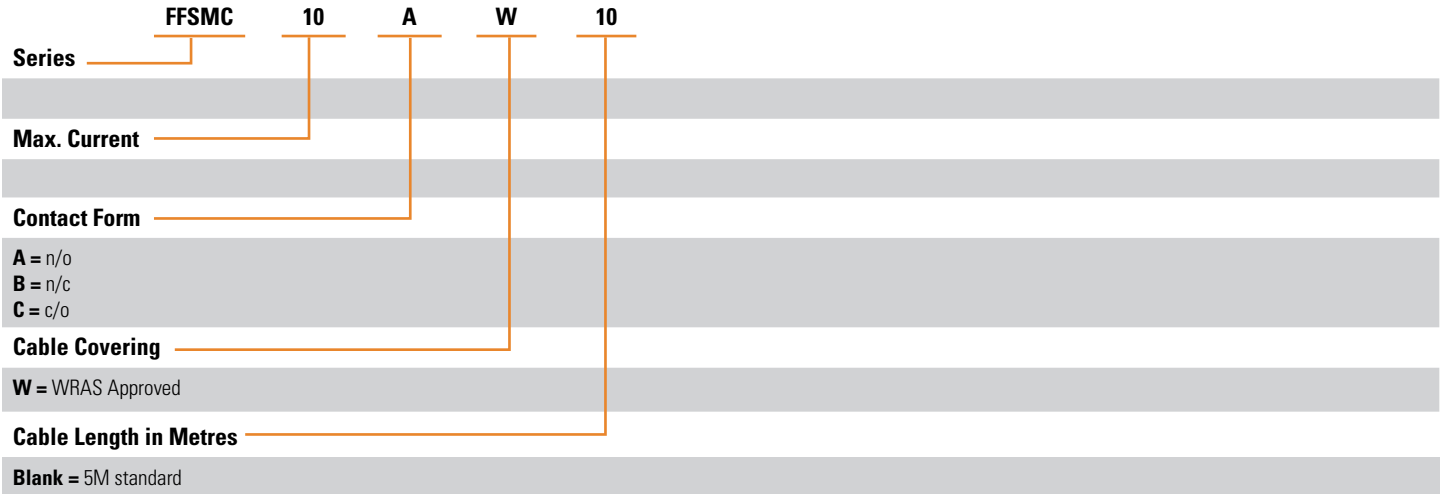 FFSMC 10 A W 10
Series
Max. Current
Contact Form
A = n/o
B = n/c
C = c/o
Cable Covering
W = WRAS Approved
Cable Length in Metres
Blank = 5M standard